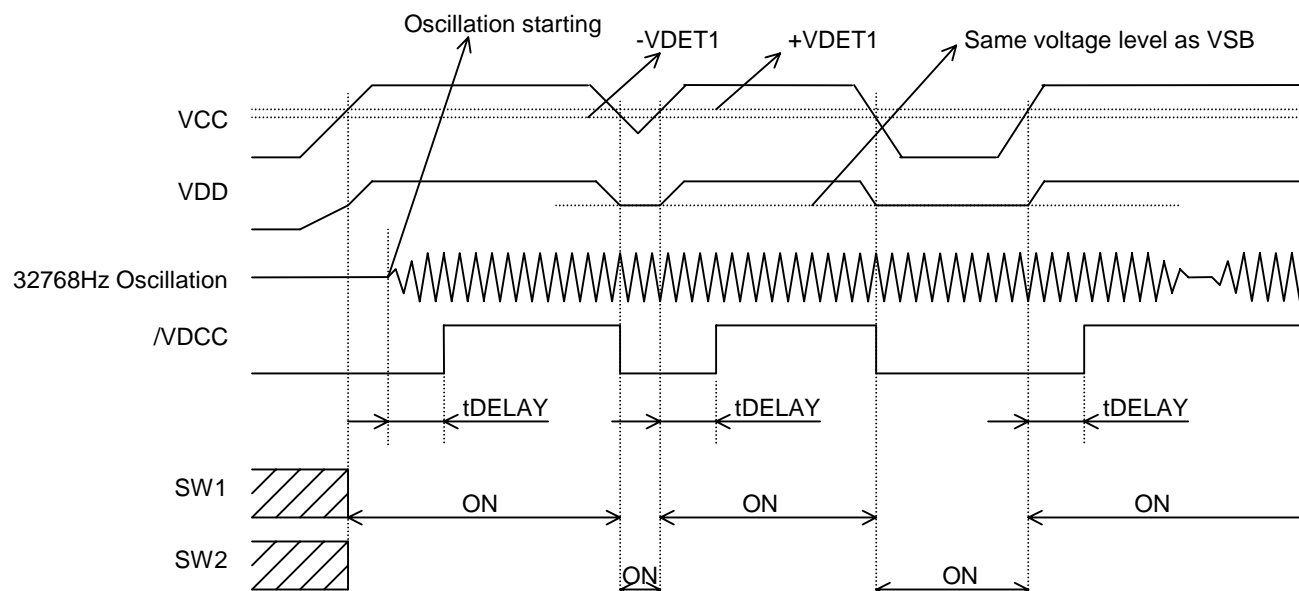 Oscillation starting
-VDET1
+VDET1
Same voltage level as VSB
VCC
VDD
32768Hz Oscillation
/VDCC
tDELAY
tDELAY
tDELAY
SW1
ON
ON
ON
SW2
ON
ON